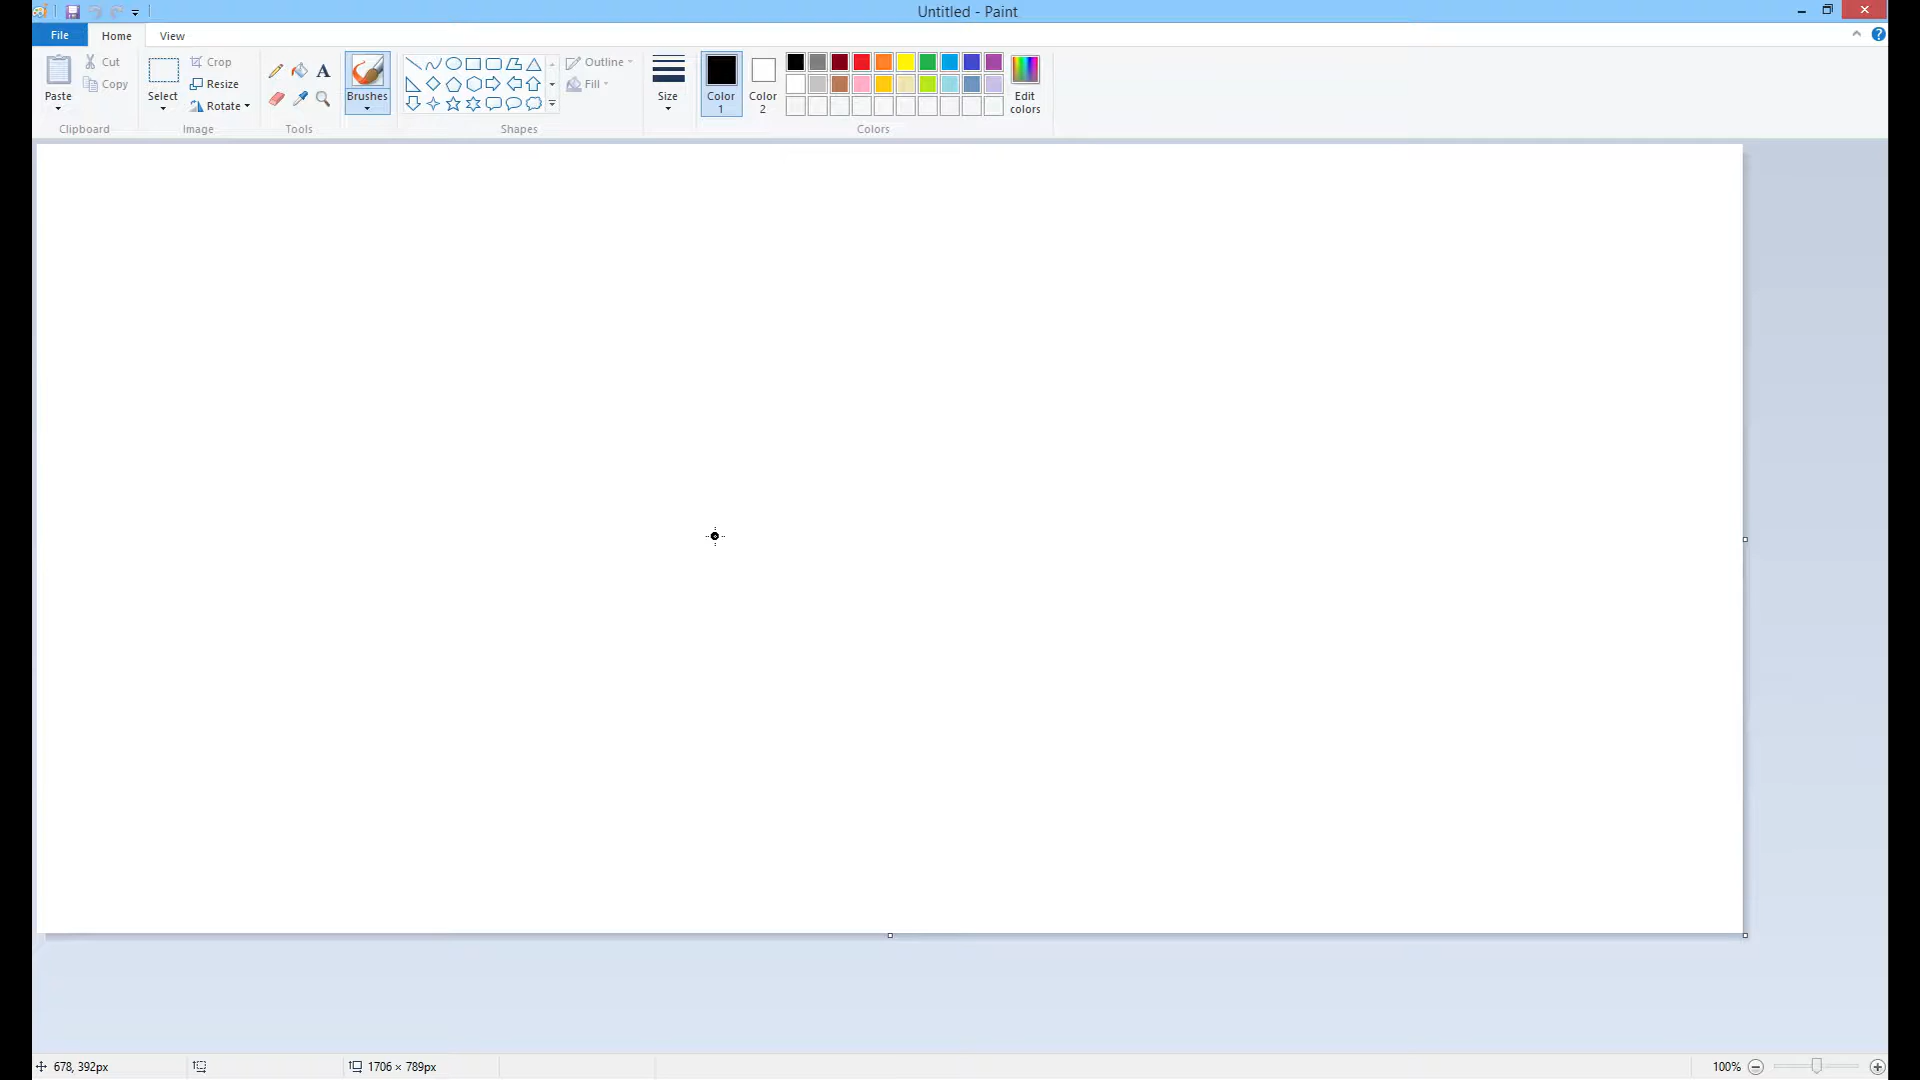 Untitled - Paint
File Home View
Paste
Cut
Copy
Clipboard
Select
Crop
Resize
Rotate
Image
A
Tools
Brushes
Shapes
Outline
Fill
Size
Color
1
Color
2
Colors
Edit
colors
?
678, 392px
1706 × 789px
100%